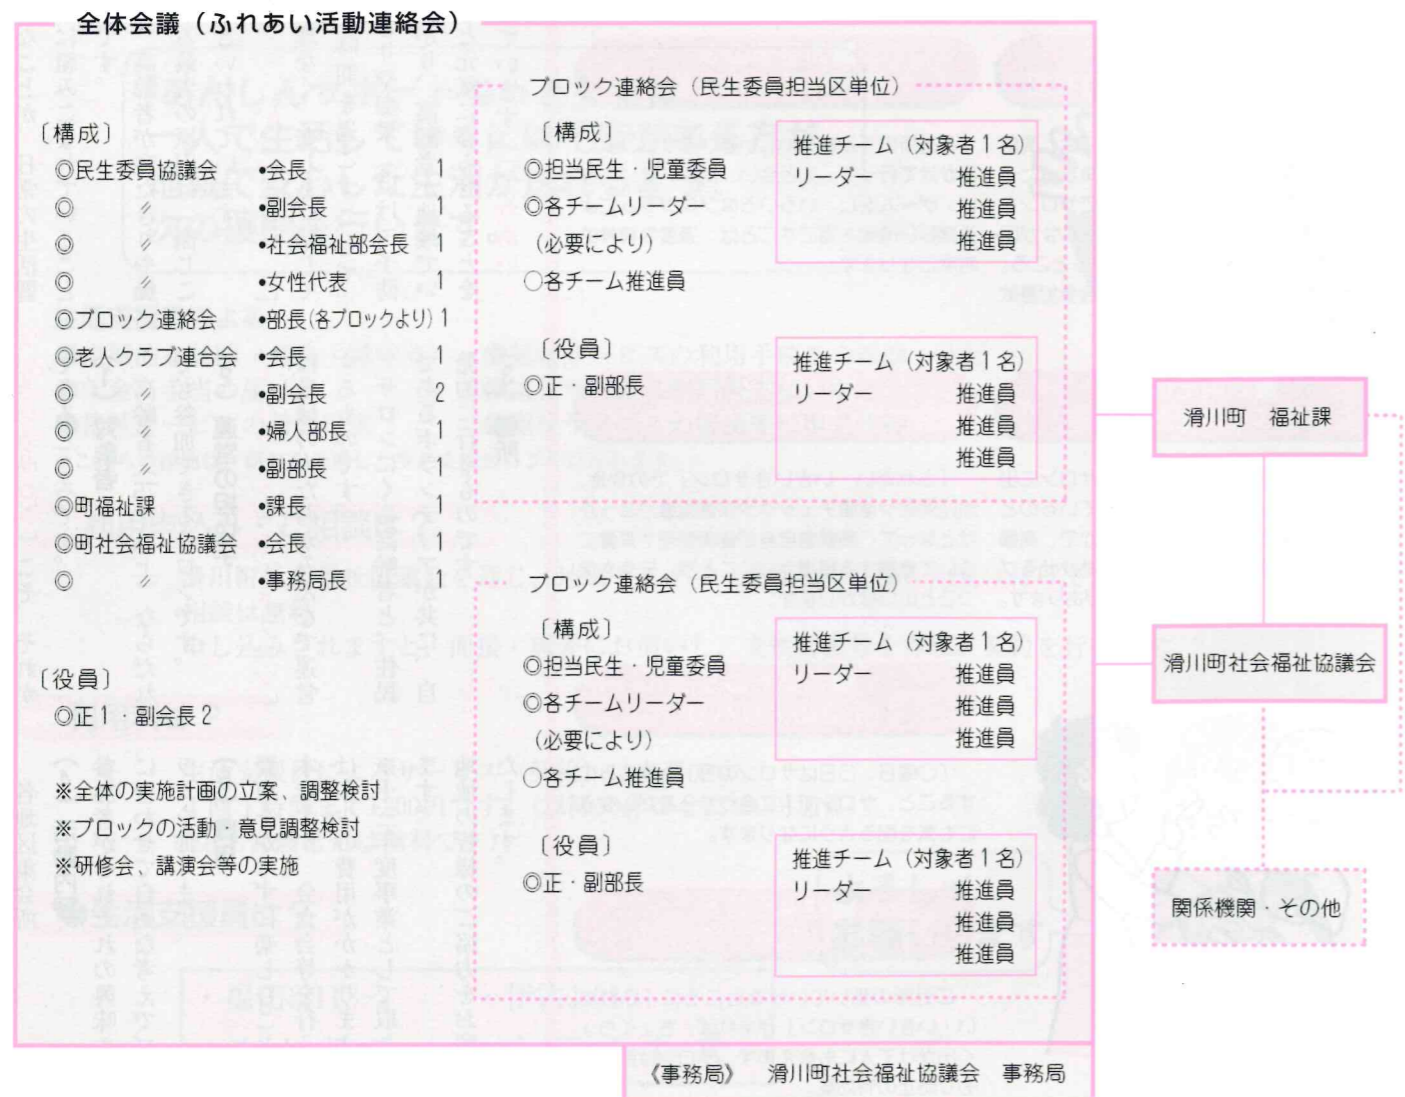 全体会議（ふれあい活動連絡会）
〔構成〕
◎民生委員協議会　•会長　1
◎　〃　•副会長　1
◎　〃　•社会福祉部会長　1
◎　〃　•女性代表　1
◎ブロック連絡会　•部長(各ブロックより)　1
◎老人クラブ連合会　•会長　1
◎　〃　•副会長　2
◎　〃　•婦人部長　1
◎　〃　•副部長　1
◎町福祉課　•課長　1
◎町社会福祉協議会　•会長　1
◎　〃　•事務局長　1
〔役員〕
◎正1・副会長2
※全体の実施計画の立案、調整検討
※ブロックの活動・意見調整検討
※研修会、講演会等の実施
ブロック連絡会（民生委員担当区単位）
〔構成〕
◎担当民生・児童委員
◎各チームリーダー
(必要により)
○各チーム推進員
〔役員〕
◎正・副部長
推進チーム（対象者1名）
リーダー　推進員
推進員
推進員
推進チーム（対象者1名）
リーダー　推進員
推進員
推進員
ブロック連絡会（民生委員担当区単位）
〔構成〕
◎担当民生・児童委員
◎各チームリーダー
(必要により)
○各チーム推進員
〔役員〕
◎正・副部長
推進チーム（対象者1名）
リーダー　推進員
推進員
推進員
推進チーム（対象者1名）
リーダー　推進員
推進員
推進員
滑川町　福祉課
滑川町社会福祉協議会
関係機関・その他
《事務局》　滑川町社会福祉協議会　事務局